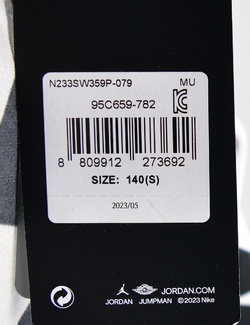 N233SW359P-079 MU
95C659-782
8 809912 273692
SIZE: 140(S)
2023/05
JORDAN.COM
JORDAN JUMPMAN ©2023 Nike